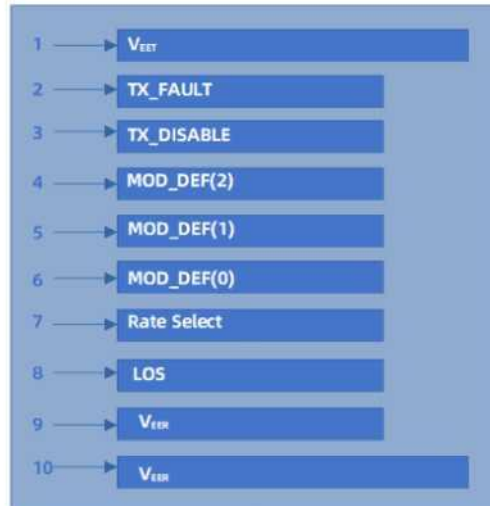 1 VEET
2 TX_FAULT
3 TX_DISABLE
4 MOD_DEF(2)
5 MOD_DEF(1)
6 MOD_DEF(0)
7 Rate Select
8 LOS
9 VEER
10 VEER